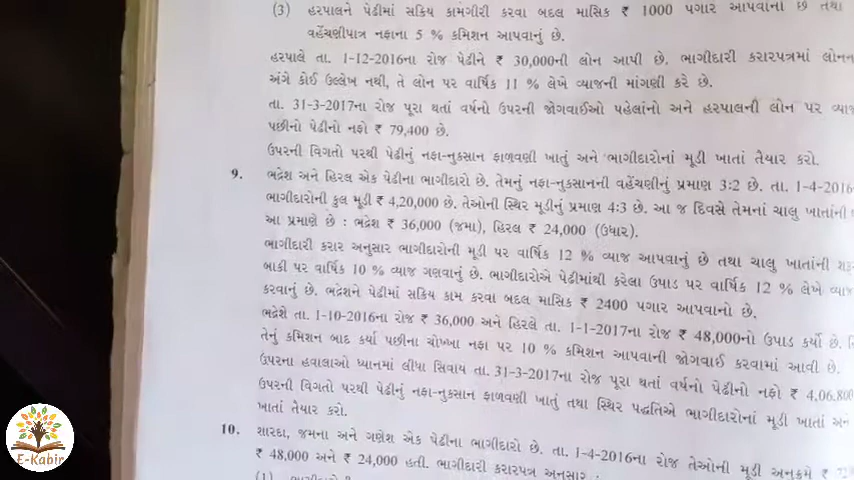 (3) હરપાલને પેઢીમાં સક્રિય કામગીરી કરવા બદલ માસિક ₹ 1000 પગાર આપવાનો છે તથા
વહેંચણીપાત્ર નફાના 5 % કમિશન આપવાનું છે.
હરપાલે તા. 1-12-2016ના રોજ પેઢીને ₹ 30,000ની લોન આપી છે. ભાગીદારી કરારપત્રમાં
અંગે કોઈ ઉલ્લેખ નથી, તે લોન પર વાર્ષિક 11 % લેખે વ્યાજની માંગણી કરે છે.
તા. 31-3-2017ના રોજ પૂરા થતાં વર્ષનો ઉપરની જોગવાઈઓ પહેલાંનો અને હરપાલની લોન પર
પછીનો પેઢીનો નફો ₹ 79,400 છે.
ઉપરની વિગતો પરથી પેઢીનું નફા-નુકસાન ફાળવણી ખાતું અને ભાગીદારોનાં મૂડી ખાતાં તૈયાર કરો.
9. ભદ્રેશ અને હિરલ એક પેઢીના ભાગીદારો છે. તેમનું નફા-નુકસાનની વહેંચણીનું પ્રમાણ 3:2 છે. તા. 1-4-2016
ભાગીદારોની કુલ મૂડી ₹ 4,20,000 છે. તેઓની સ્થિર મૂડીનું પ્રમાણ 4:3 છે. આ જ દિવસે તેમનાં ચાલુ ખાતાંની
આ પ્રમાણે છે : ભદ્રેશ ₹ 36,000 (જમા), હિરલ ₹ 24,000 (ઉધાર).
ભાગીદારી કરાર અનુસાર ભાગીદારોની મૂડી પર વાર્ષિક 12 % વ્યાજ આપવાનું છે તથા ચાલુ ખાતાંની
બાકી પર વાર્ષિક 10 % વ્યાજ ગણવાનું છે. ભાગીદારોએ પેઢીમાંથી કરેલા ઉપાડ પર વાર્ષિક 12 % લેખે
કરવાનું છે. ભદ્રેશને પેઢીમાં સક્રિય કામ કરવા બદલ માસિક ₹ 2400 પગાર આપવાનો છે.
ભદ્રેશે તા. 1-10-2016ના રોજ ₹ 36,000 અને હિરલે તા. 1-1-2017ના રોજ ₹ 48,000નો ઉપાડ કર્યો છે.
તેનું કમિશન બાદ કર્યા પછીના ચોખ્ખા નફા પર 10 % કમિશન આપવાની જોગવાઈ કરવામાં આવી છે.
ઉપરના હવાલાઓ ધ્યાનમાં લીધા સિવાય તા. 31-3-2017ના રોજ પૂરા થતાં વર્ષનો પેઢીનો નફો ₹ 4,06,800
ઉપરની વિગતો પરથી પેઢીનું નફા-નુકસાન ફાળવણી ખાતું તથા સ્થિર પદ્ધતિએ ભાગીદારોનાં મૂડી ખાતાં અને
ખાતાં તૈયાર કરો.
10. શારદા, જમના અને ગણેશ એક પેઢીના ભાગીદારો છે. તા. 1-4-2016ના રોજ તેઓની મૂડી અનુક્રમે ₹
₹ 48,000 અને ₹ 24,000 હતી. ભાગીદારી કરારપત્ર અનુસાર :
(1)
E-Kabir